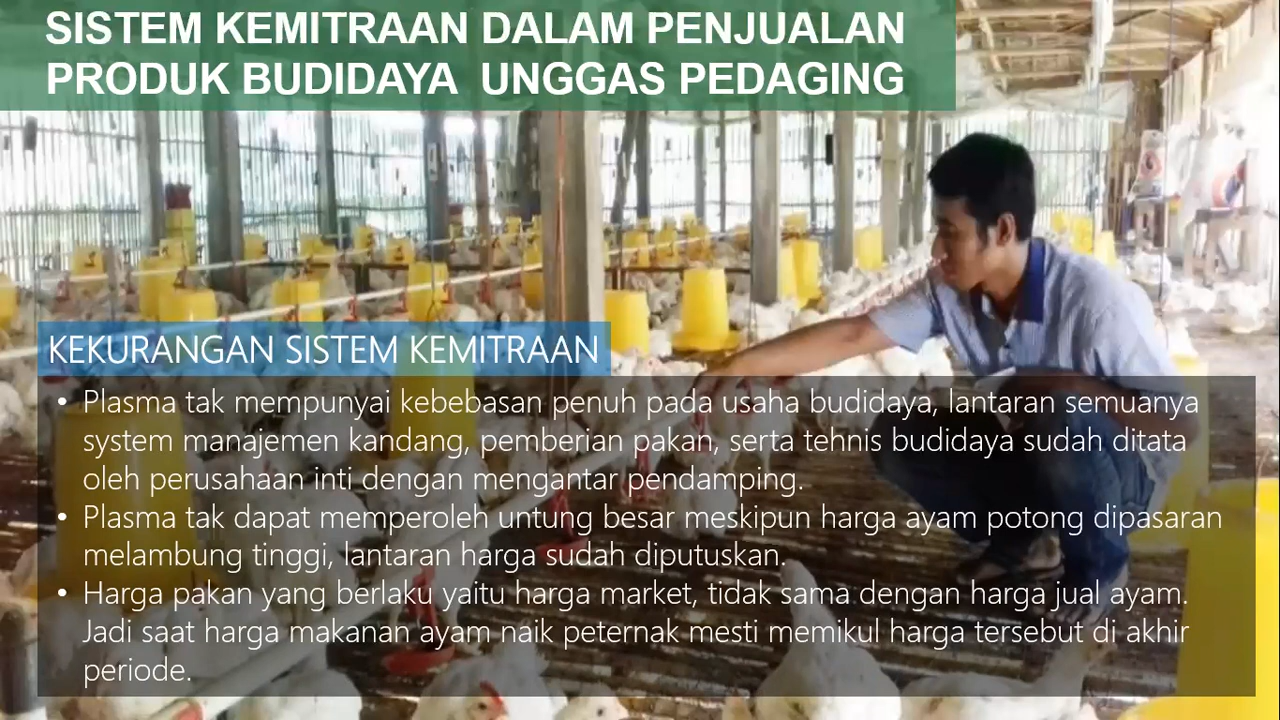 SISTEM KEMITRAAN DALAM PENJUALAN
PRODUK BUDIDAYA UNGGAS PEDAGING
KEKURANGAN SISTEM KEMITRAAN
• Plasma tak mempunyai kebebasan penuh pada usaha budidaya, lantaran semuanya
system manajemen kandang, pemberian pakan, serta tehnis budidaya sudah ditata
oleh perusahaan inti dengan mengantar pendamping.
• Plasma tak dapat memperoleh untung besar meskipun harga ayam potong dipasaran
melambung tinggi, lantaran harga sudah diputuskan.
• Harga pakan yang berlaku yaitu harga market, tidak sama dengan harga jual ayam.
Jadi saat harga makanan ayam naik peternak mesti memikul harga tersebut di akhir
periode.